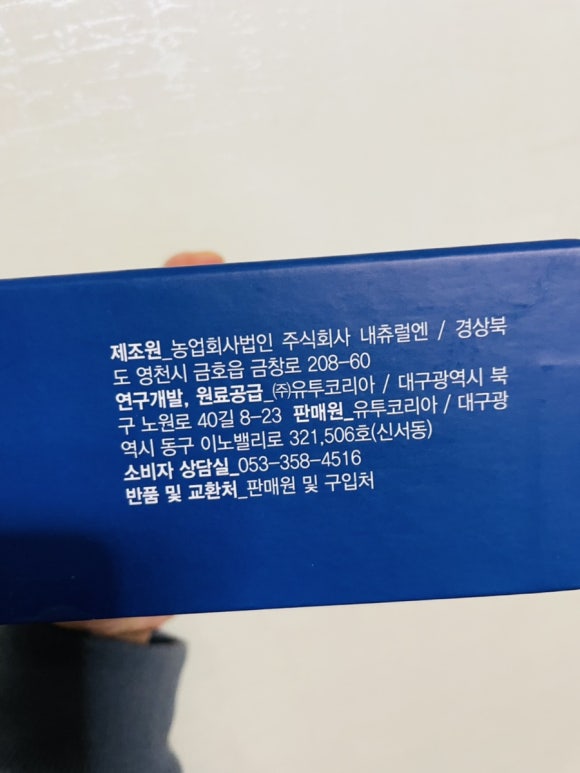 제조원_농업회사법인 주식회사 내츄럴엔 / 경상북
도 영천시 금호읍 금창로 208-60
연구개발, 원료공급_㈜유투코리아 / 대구광역시 북
구 노원로 40길 8-23 판매원_유투코리아 / 대구광
역시 동구 이노밸리로 321,506호(신서동)
소비자 상담실_053-358-4516
반품 및 교환처_판매원 및 구입처